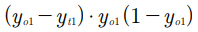 (y_{o1} − y_{t1}) · y_{o1} (1 − y_{o1})